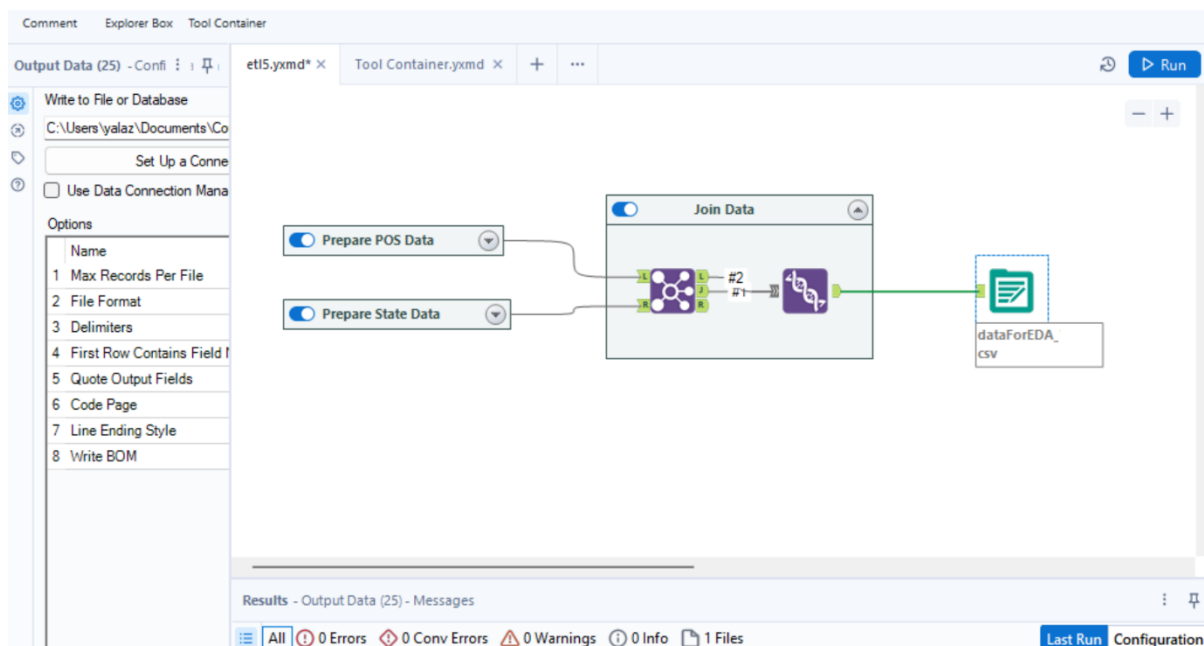 Comment Explorer Box Tool Container
Output Data (25) - Confi
etl5.yxmd*
Tool Container.yxmd
Run
Write to File or Database
C:\Users\yalaz\Documents\Co
Set Up a Conne
Use Data Connection Mana
Options
Name
1 Max Records Per File
2 File Format
3 Delimiters
4 First Row Contains Field N
5 Quote Output Fields
6 Code Page
7 Line Ending Style
8 Write BOM
Join Data
Prepare POS Data
Prepare State Data
L
R
L
J
R
#2
#1
dataForEDA_
csv
Results - Output Data (25) - Messages
All 0 Errors 0 Conv Errors 0 Warnings 0 Info 1 Files
Last Run Configuration